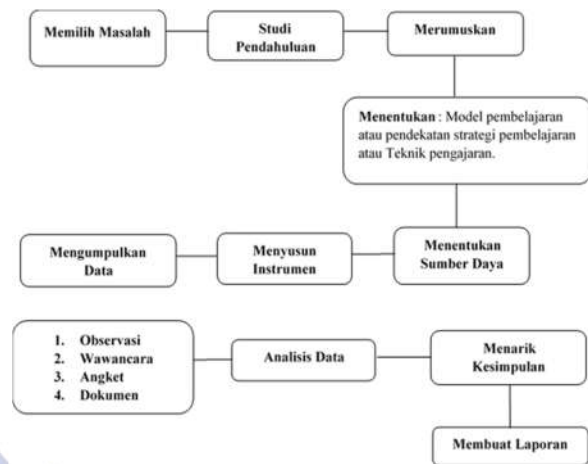 Memilih Masalah
Studi
Pendahuluan
Merumuskan
Menentukan : Model pembelajaran
atau pendekatan strategi pembelajaran
atau Teknik pengajaran.
Menentukan
Sumber Daya
Menyusun
Instrumen
Mengumpulkan
Data
1. Observasi
2. Wawancara
3. Angket
4. Dokumen
Analisis Data
Menarik
Kesimpulan
Membuat Laporan